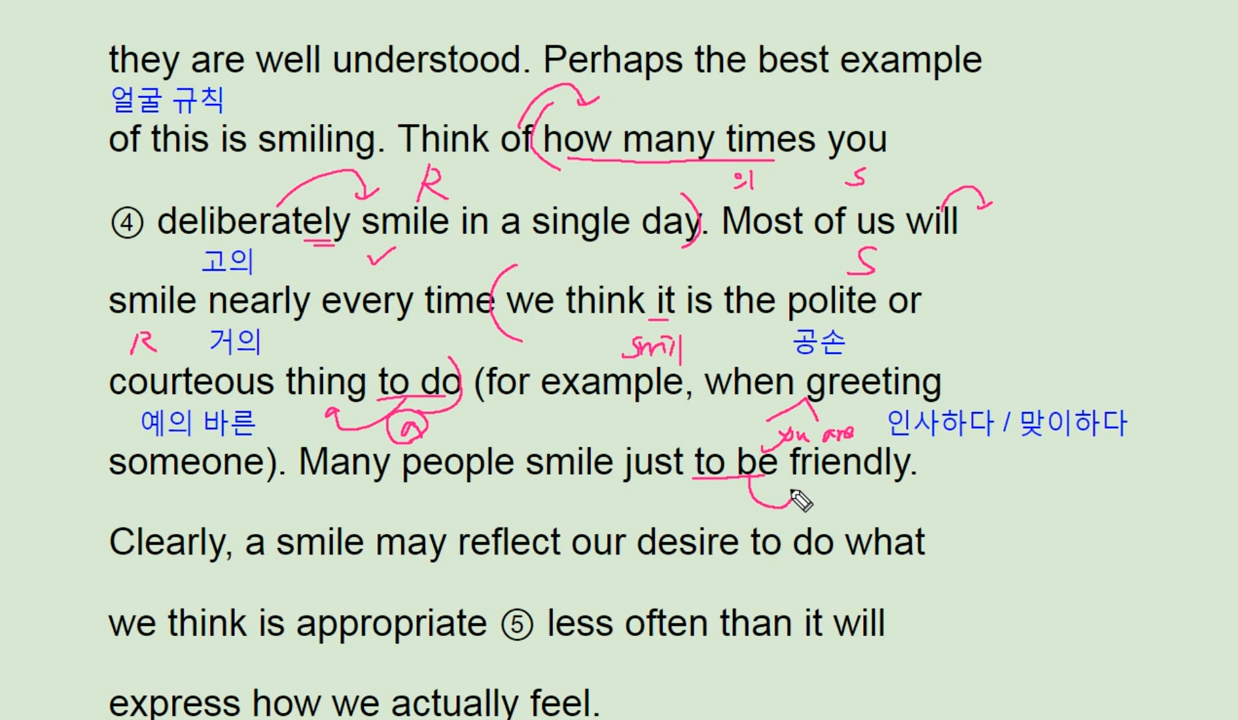 they are well understood. Perhaps the best example
얼굴 규칙
of this is smiling. Think of how many times you
R 의 s
④ deliberately smile in a single day. Most of us will
고의 S
smile nearly every time we think it is the polite or
R 거의 smil 공손
courteous thing to do (for example, when greeting
예의 바른 a you are 인사하다 / 맞이하다
someone). Many people smile just to be friendly.
Clearly, a smile may reflect our desire to do what
we think is appropriate ⑤ less often than it will
express how we actually feel.